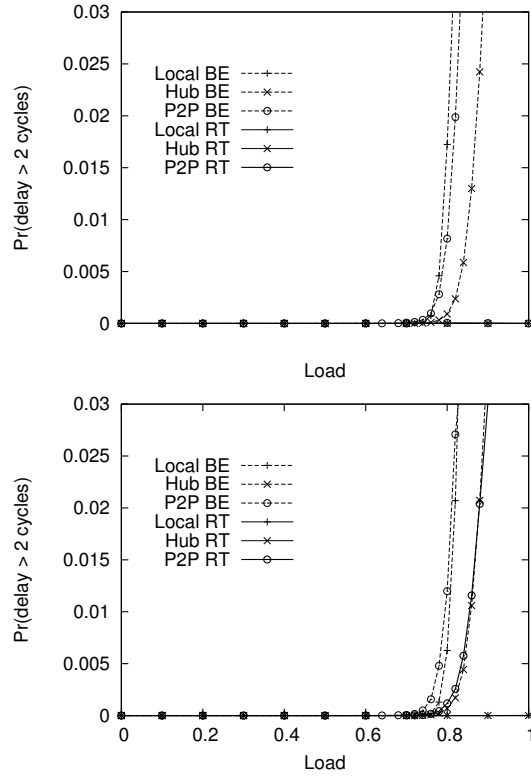 0.03
0.025
0.02
0.015
0.01
0.005
0
Pr(delay > 2 cycles)
Local BE
Hub BE
P2P BE
Local RT
Hub RT
P2P RT
Load
0.03
0.025
0.02
0.015
0.01
0.005
0
Pr(delay > 2 cycles)
Local BE
Hub BE
P2P BE
Local RT
Hub RT
P2P RT
0 0.2 0.4 0.6 0.8 1
Load